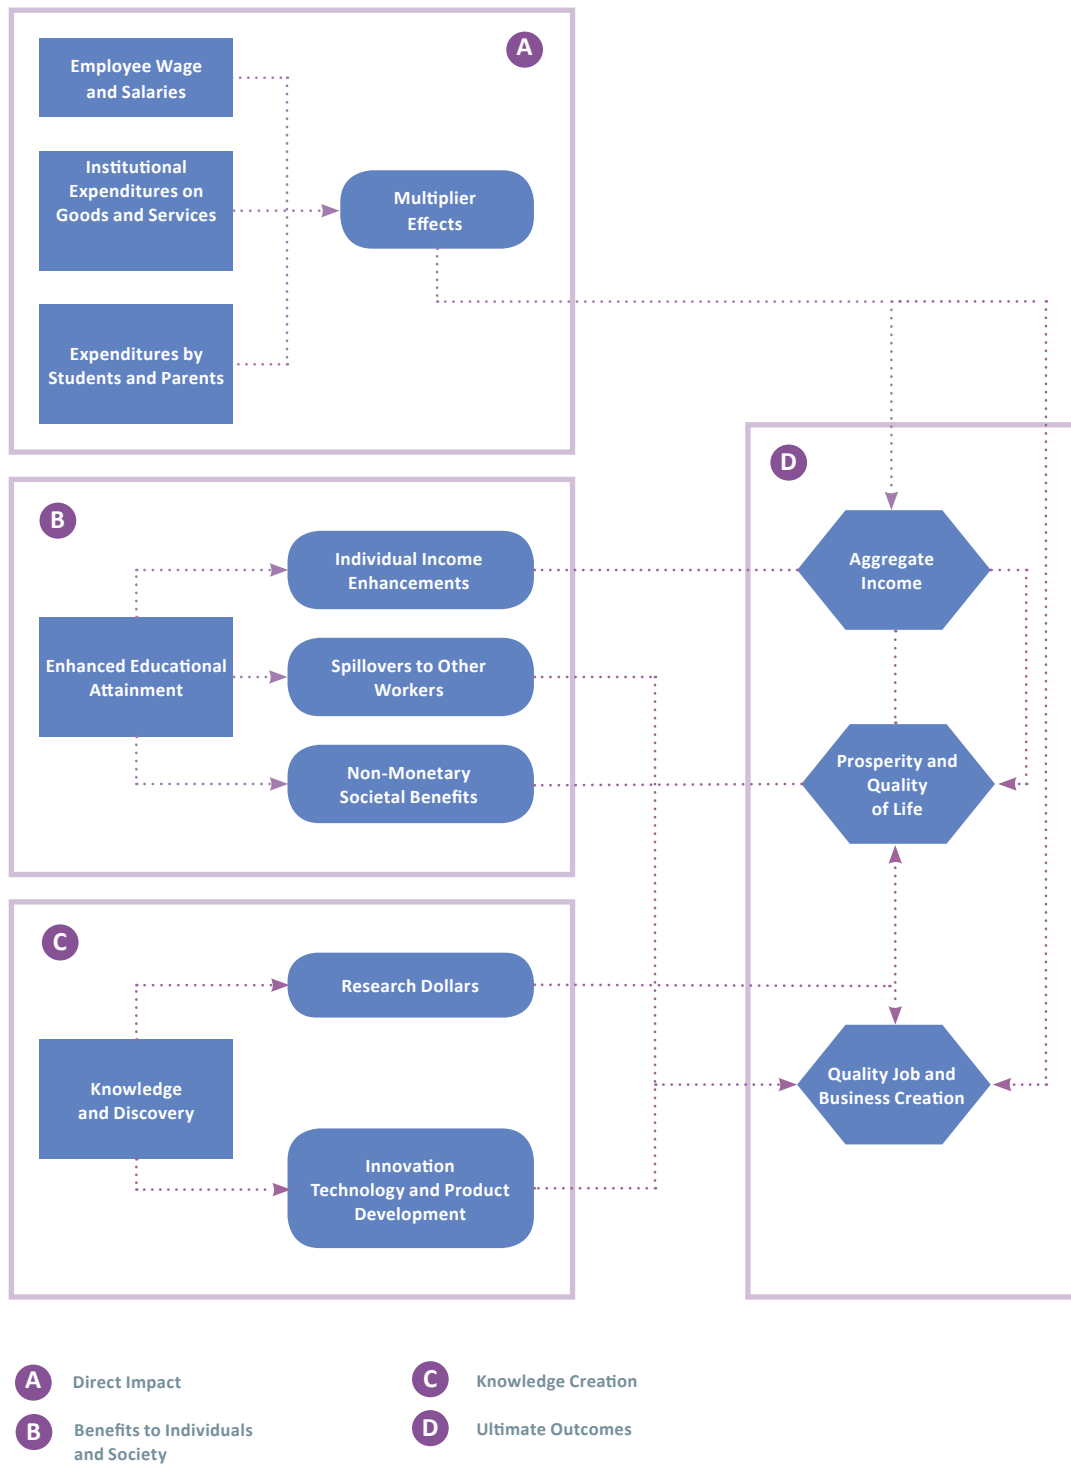 A
Employee Wage
and Salaries
Institutional
Expenditures on
Goods and Services
Multiplier
Effects
Expenditures by
Students and Parents
B
Individual Income
Enhancements
Enhanced Educational
Attainment
Spillovers to Other
Workers
Non-Monetary
Societal Benefits
C
Research Dollars
Knowledge
and Discovery
Innovation
Technology and Product
Development
D
Aggregate
Income
Prosperity and
Quality
of Life
Quality Job and
Business Creation
A Direct Impact
B Benefits to Individuals
and Society
C Knowledge Creation
D Ultimate Outcomes